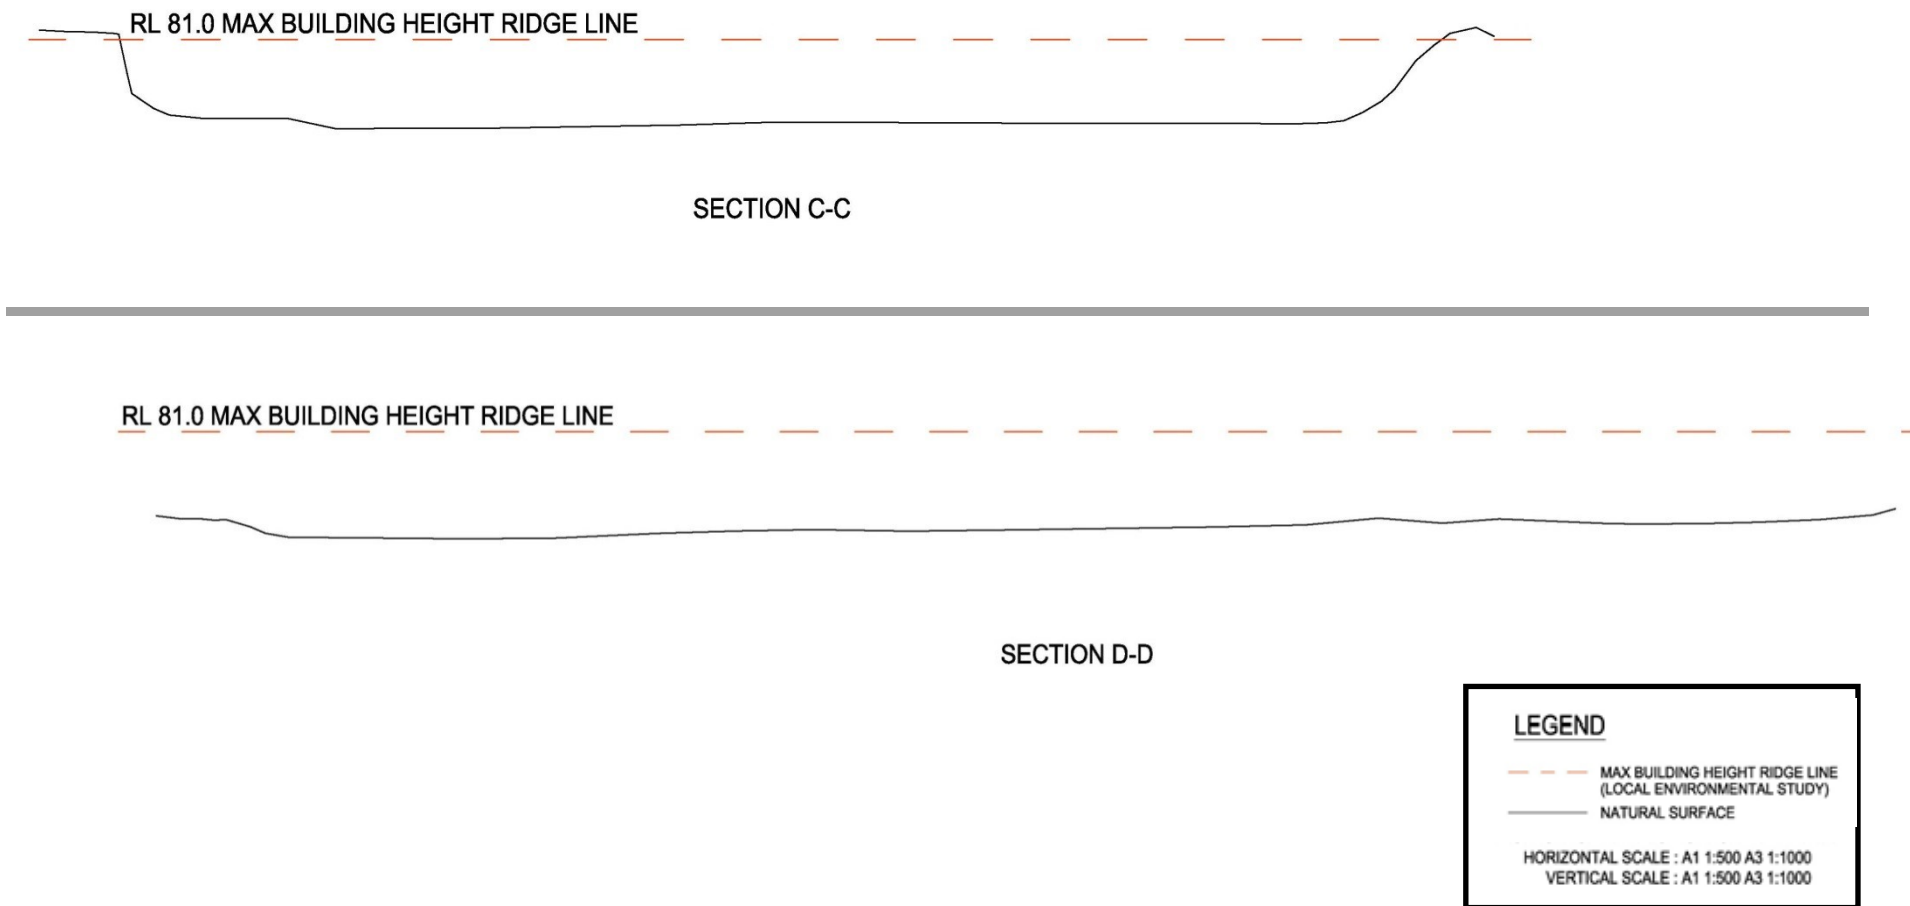 RL 81.0 MAX BUILDING HEIGHT RIDGE LINE
SECTION C-C
RL 81.0 MAX BUILDING HEIGHT RIDGE LINE
SECTION D-D
LEGEND
MAX BUILDING HEIGHT RIDGE LINE
(LOCAL ENVIRONMENTAL STUDY)
NATURAL SURFACE
HORIZONTAL SCALE : A1 1:500 A3 1:1000
VERTICAL SCALE : A1 1:500 A3 1:1000